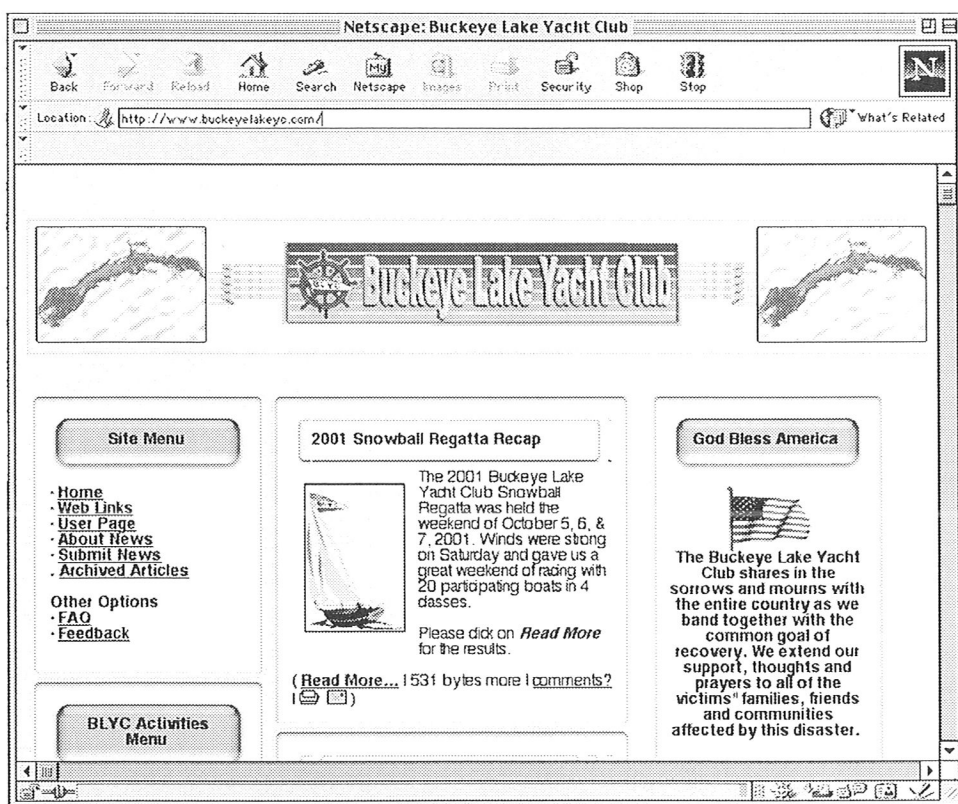 Netscape: Buckeye Lake Yacht Club
Back Forward Reload Home Search Netscape Images Print Security Shop Stop
My
N
Location: http://www.buckeyelakeyc.com/ What's Related
Buckeye Lake Yacht Club
Site Menu
· Home
· Web Links
· User Page
· About News
· Submit News
. Archived Articles
Other Options
· FAQ
· Feedback
BLYC Activities
Menu
2001 Snowball Regatta Recap
The 2001 Buckeye Lake
Yacht Club Snowball
Regatta was held the
weekend of October 5, 6, &
7, 2001. Winds were strong
on Saturday and gave us a
great weekend of racing with
20 participating boats in 4
classes.
Please click on Read More
for the results.
( Read More... | 531 bytes more | comments?
| )
God Bless America
The Buckeye Lake Yacht
Club shares in the
sorrows and mourns with
the entire country as we
band together with the
common goal of
recovery. We extend our
support, thoughts and
prayers to all of the
victims" families, friends
and communities
affected by this disaster.